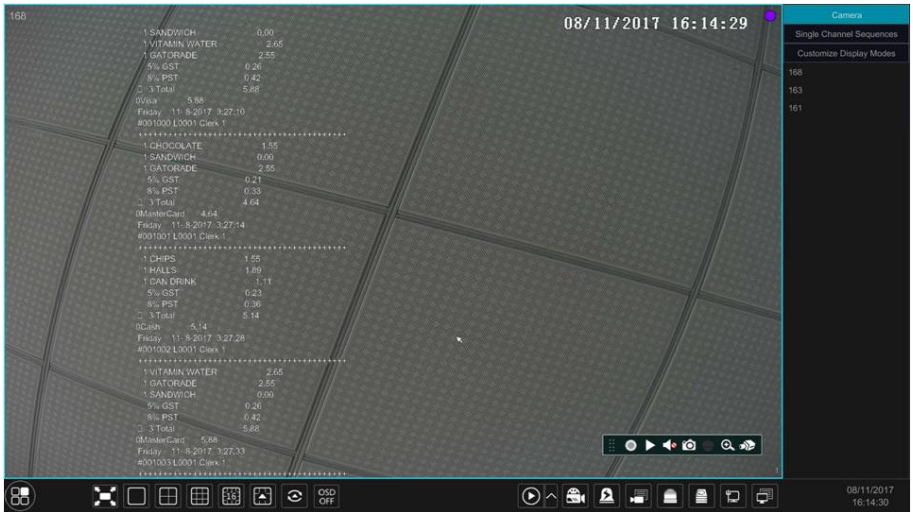 168
08/11/2017 16:14:29
1 SANDWICH 0.00
1 VITAMIN WATER 2.65
1 GATORADE 2.55
5% GST 0.26
8% PST 0.42
3 Total 5.88
0Visa 5.88
Friday 11- 8-2017 3:27:10
#001000 L0001 Clerk 1
++++++++++++++++++++++++++++++++++++++
1 CHOCOLATE 1.55
1 SANDWICH 0.00
1 GATORADE 2.55
5% GST 0.21
8% PST 0.33
3 Total 4.64
0MasterCard 4.64
Friday 11- 8-2017 3:27:14
#001001 L0001 Clerk 1
++++++++++++++++++++++++++++++++++++++
1 CHIPS 1.55
1 HALLS 1.89
1 CAN DRINK 1.11
5% GST 0.23
8% PST 0.36
3 Total 5.14
0Cash 5.14
Friday 11- 8-2017 3:27:28
#001002 L0001 Clerk 1
++++++++++++++++++++++++++++++++++++++
1 VITAMIN WATER 2.65
1 GATORADE 2.55
1 SANDWICH 0.00
5% GST 0.26
8% PST 0.42
3 Total 5.88
0MasterCard 5.88
Friday 11- 8-2017 3:27:33
#001003 L0001 Clerk 1
++++++++++++++++++++++++++++++++++++++
1
Camera
Single Channel Sequences
Customize Display Modes
168
163
161
16
OSD
OFF
08/11/2017
16:14:30